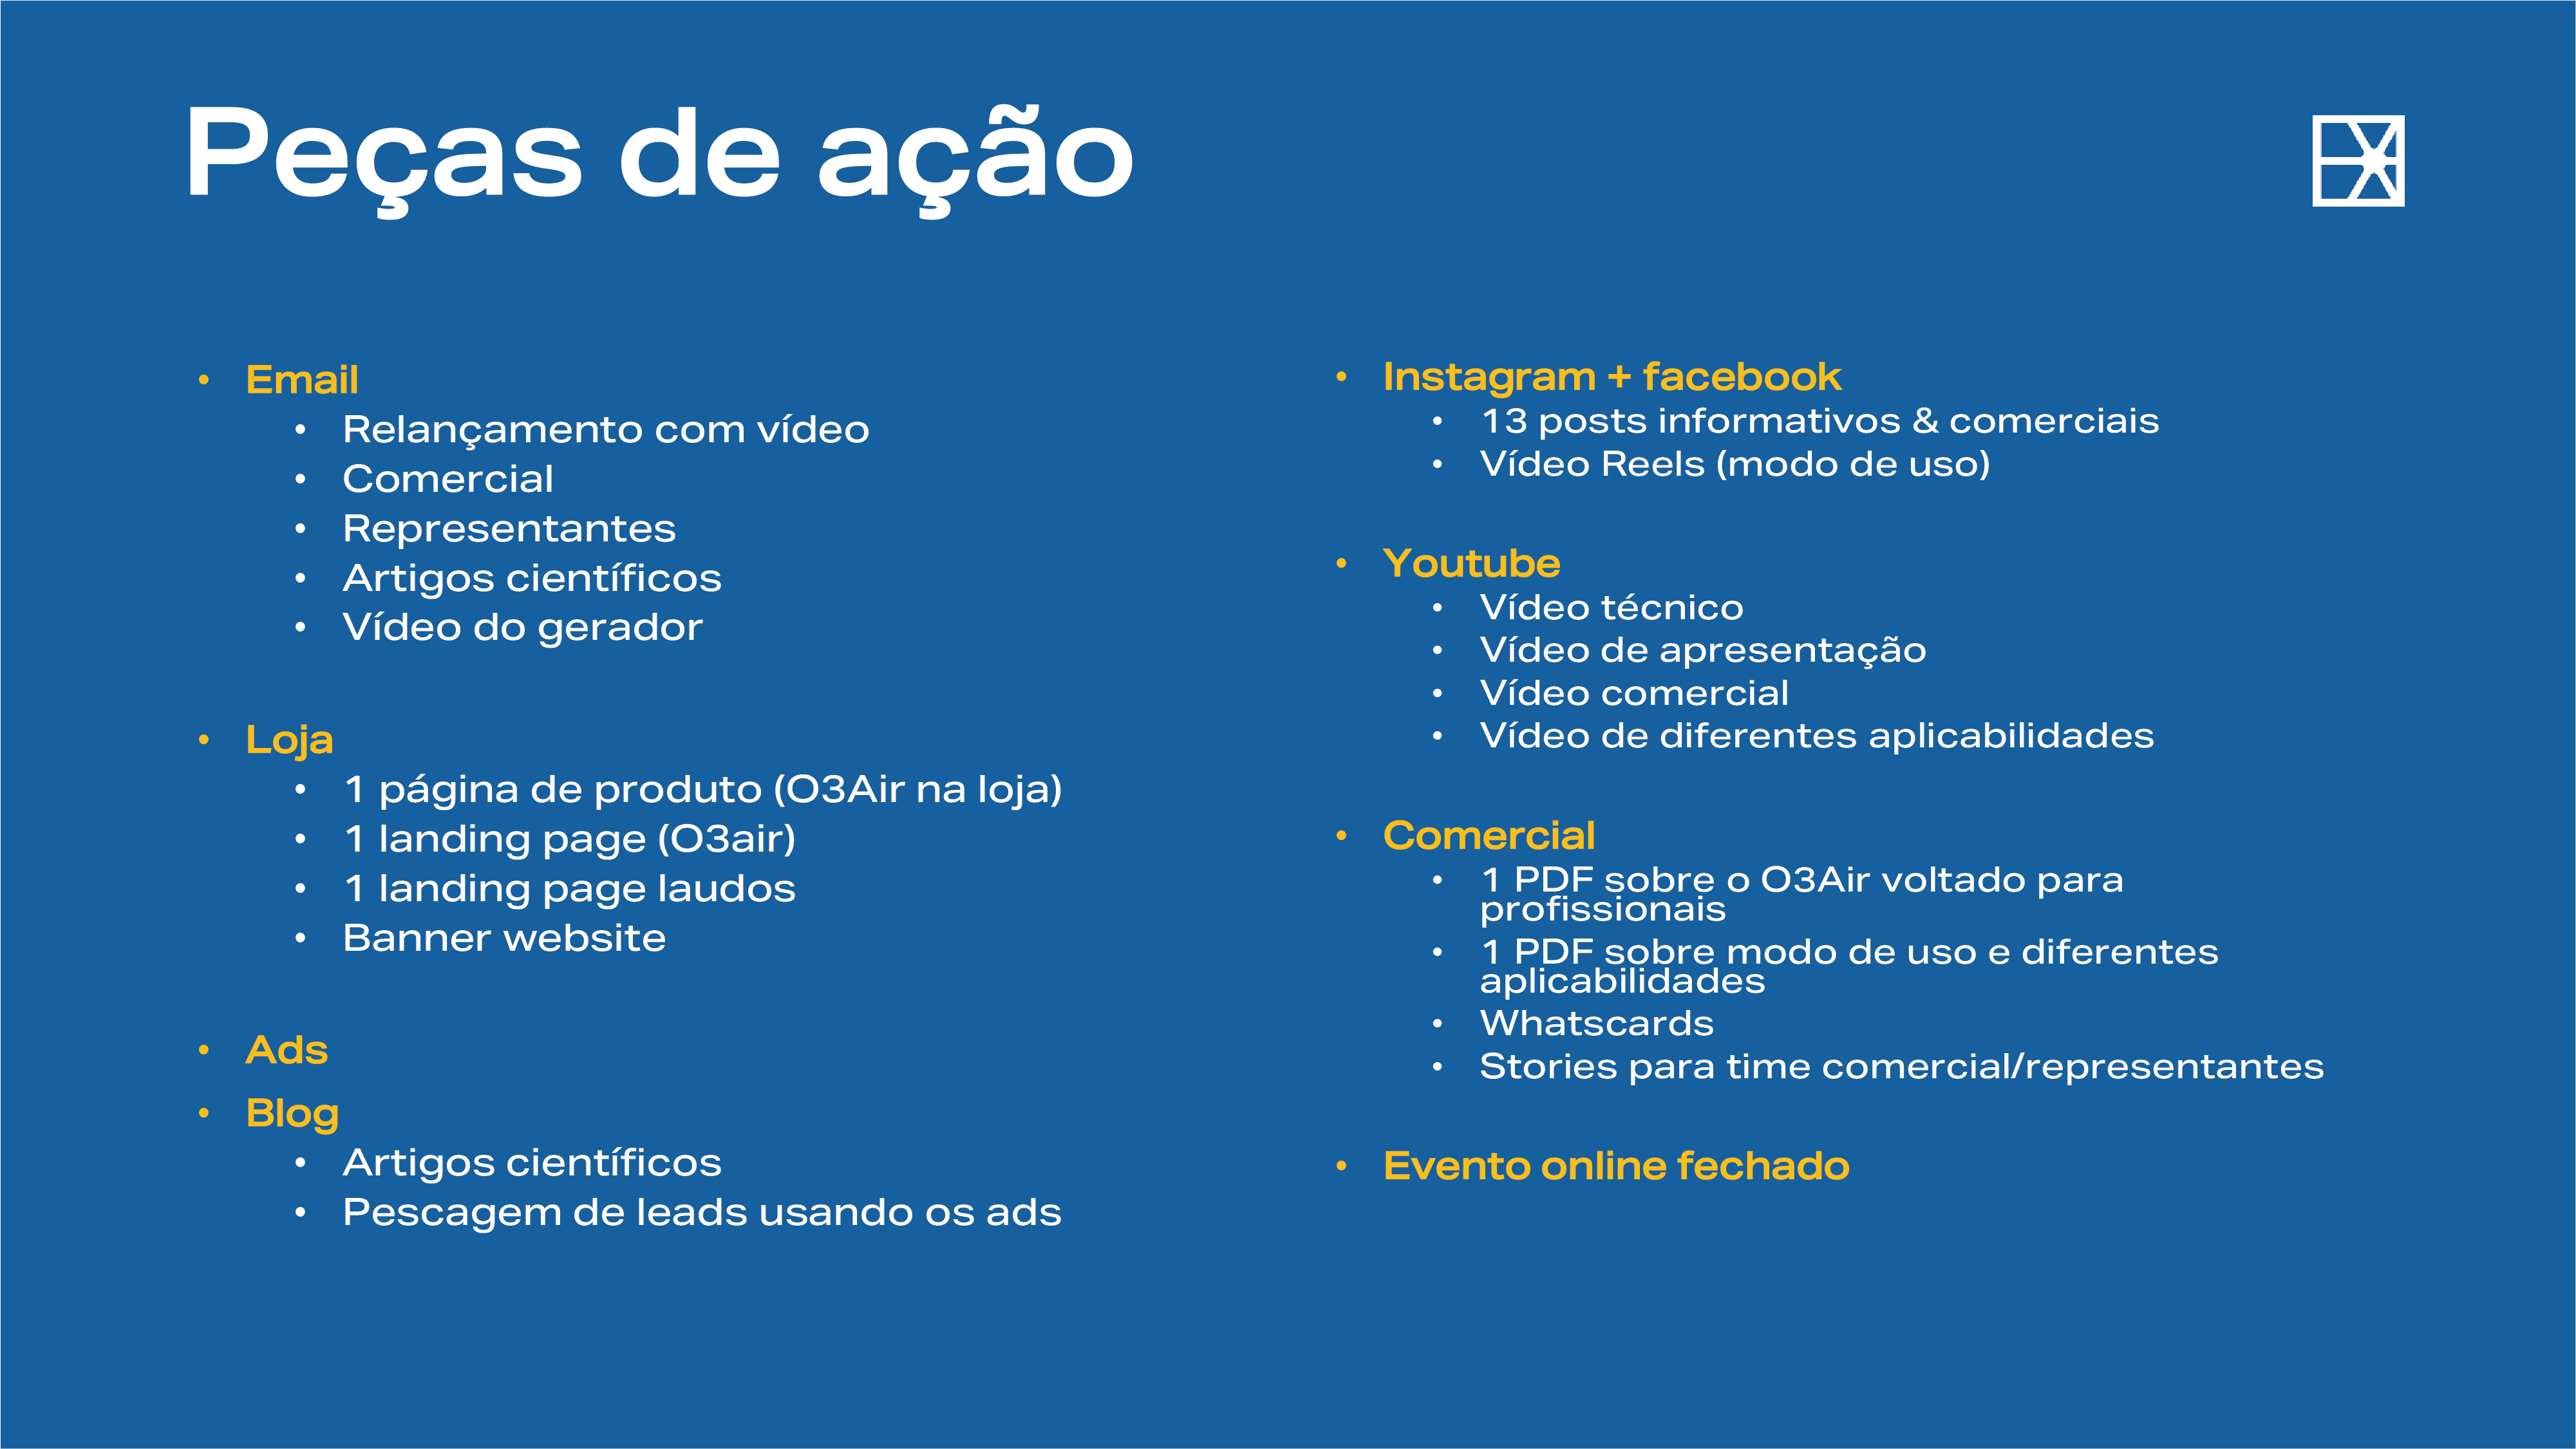 Peças de ação
• Email
• Relançamento com vídeo
• Comercial
• Representantes
• Artigos científicos
• Vídeo do gerador
• Loja
• 1 página de produto (O3Air na loja)
• 1 landing page (O3air)
• 1 landing page laudos
• Banner website
• Ads
• Blog
• Artigos científicos
• Pescagem de leads usando os ads
• Instagram + facebook
• 13 posts informativos & comerciais
• Vídeo Reels (modo de uso)
• Youtube
• Vídeo técnico
• Vídeo de apresentação
• Vídeo comercial
• Vídeo de diferentes aplicabilidades
• Comercial
• 1 PDF sobre o O3Air voltado para
profissionais
• 1 PDF sobre modo de uso e diferentes
aplicabilidades
• Whatscards
• Stories para time comercial/representantes
• Evento online fechado